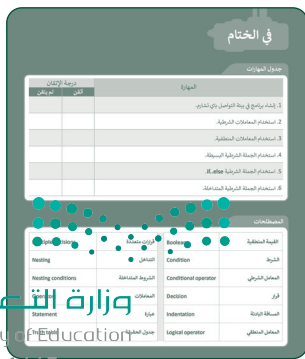 في الختام
جدول المهارات
المهارة
درجة الإتقان
أتقن
لم يتقن
1. إنشاء برنامج في بيئة التواصل باي تشارم.
2. استخدام المعاملات الشرطية.
3. استخدام المعاملات المنطقية.
4. استخدام الجملة الشرطية البسيطة.
5. استخدام الجملة الشرطية if..else.
6. استخدام الجملة الشرطية المتداخلة.
المصطلحات
القيمة المنطقية Boolean قرارات متعددة
الشرط Condition التداخل Nesting
المعامل الشرطي Conditional operator الشروط المتداخلة Nesting conditions
قرار Decision المعاملات
المسافة البادئة Indentation عبارة Statement
المعامل المنطقي Logical operator جدول الحقيقة Truth table
وزارة
Education